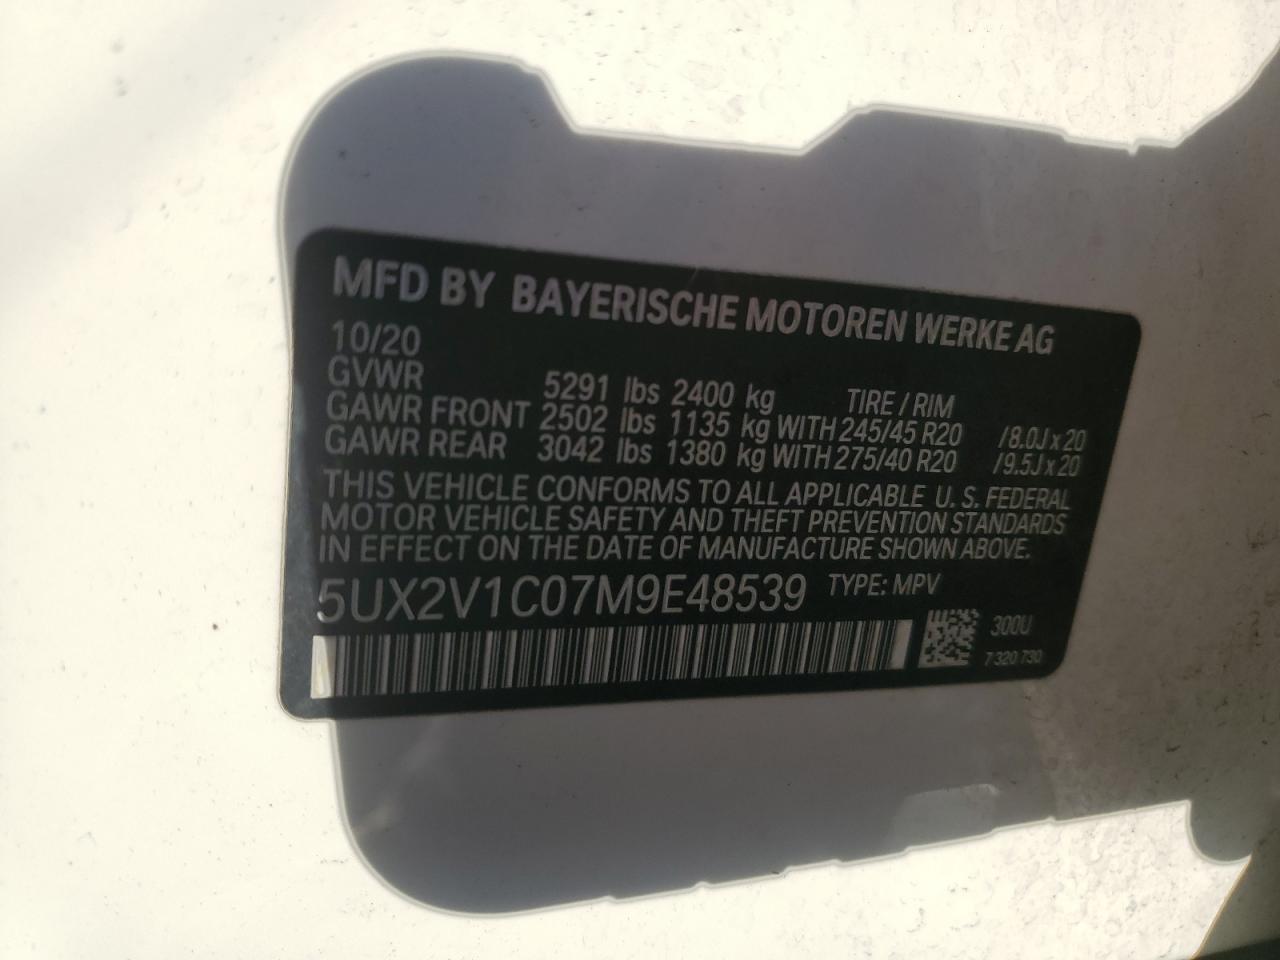 MFD BY BAYERISCHE MOTOREN WERKE AG
10/20
GVWR 5291 lbs 2400 kg TIRE / RIM
GAWR FRONT 2502 lbs 1135 kg WITH 245/45 R20 /8.0J x 20
GAWR REAR 3042 lbs 1380 kg WITH 275/40 R20 /9.5J x 20
THIS VEHICLE CONFORMS TO ALL APPLICABLE U. S. FEDERAL
MOTOR VEHICLE SAFETY AND THEFT PREVENTION STANDARDS
IN EFFECT ON THE DATE OF MANUFACTURE SHOWN ABOVE.
5UX2V1C07M9E48539 TYPE: MPV
300U
7 320 730